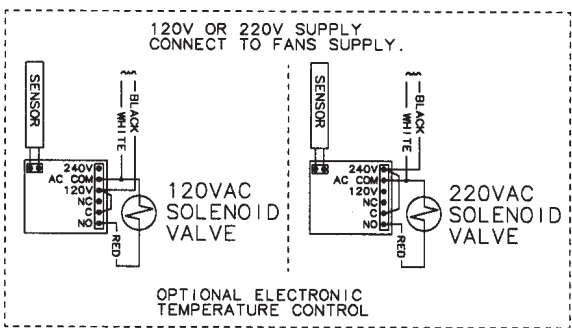 120V OR 220V SUPPLY
CONNECT TO FANS SUPPLY.
SENSOR
BLACK
WHITE
240V
AC COM
120V
NC
C
NO
RED
120VAC
SOLENOID
VALVE
SENSOR
BLACK
WHITE
240V
AC COM
120V
NC
C
NO
RED
220VAC
SOLENOID
VALVE
OPTIONAL ELECTRONIC
TEMPERATURE CONTROL